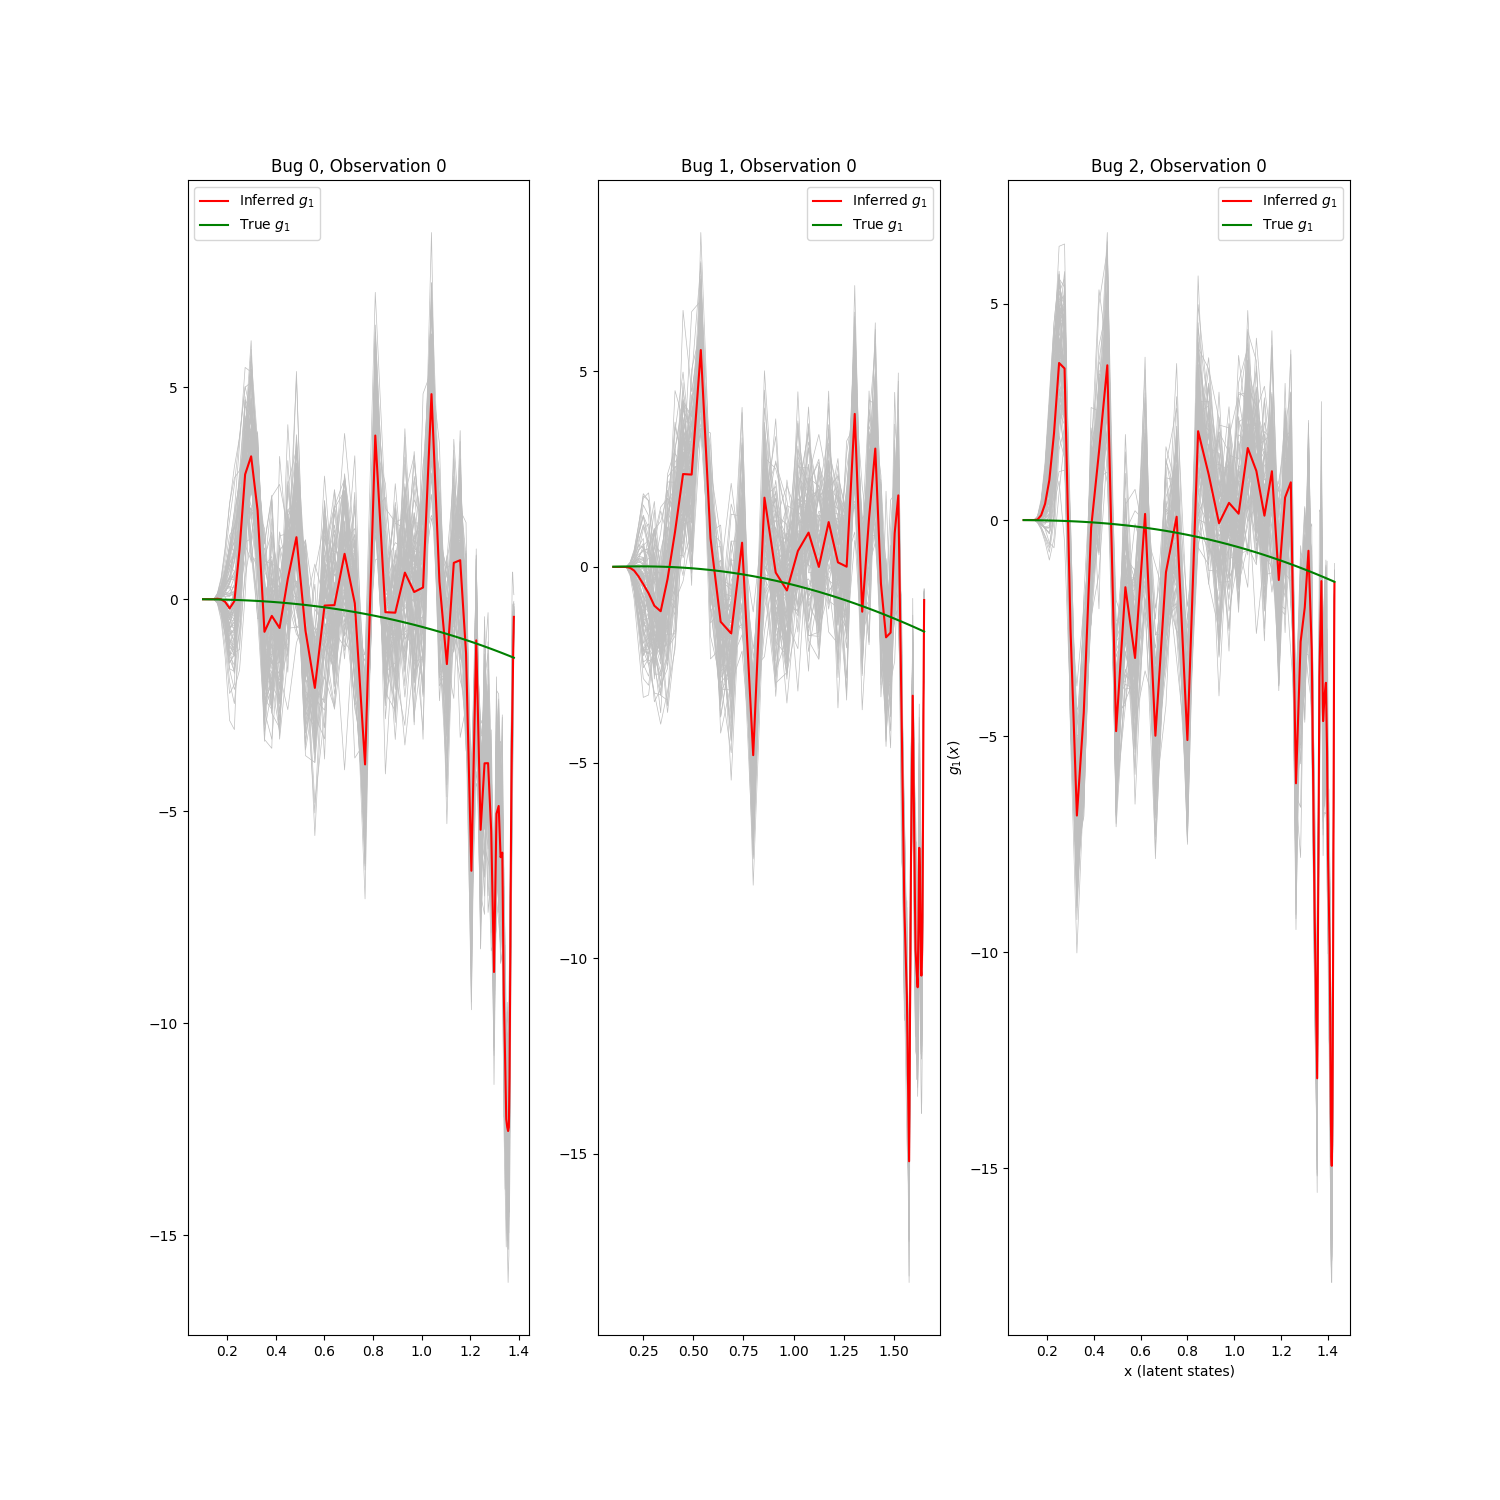 Bug 0, Observation 0
Inferred g₁
True g₁
5
0
−5
−10
−15
0.2 0.4 0.6 0.8 1.0 1.2 1.4
Bug 1, Observation 0
Inferred g₁
True g₁
5
0
−5
−10
−15
0.25 0.50 0.75 1.00 1.25 1.50
Bug 2, Observation 0
Inferred g₁
True g₁
g₁(x)
5
0
−5
−10
−15
0.2 0.4 0.6 0.8 1.0 1.2 1.4
x (latent states)